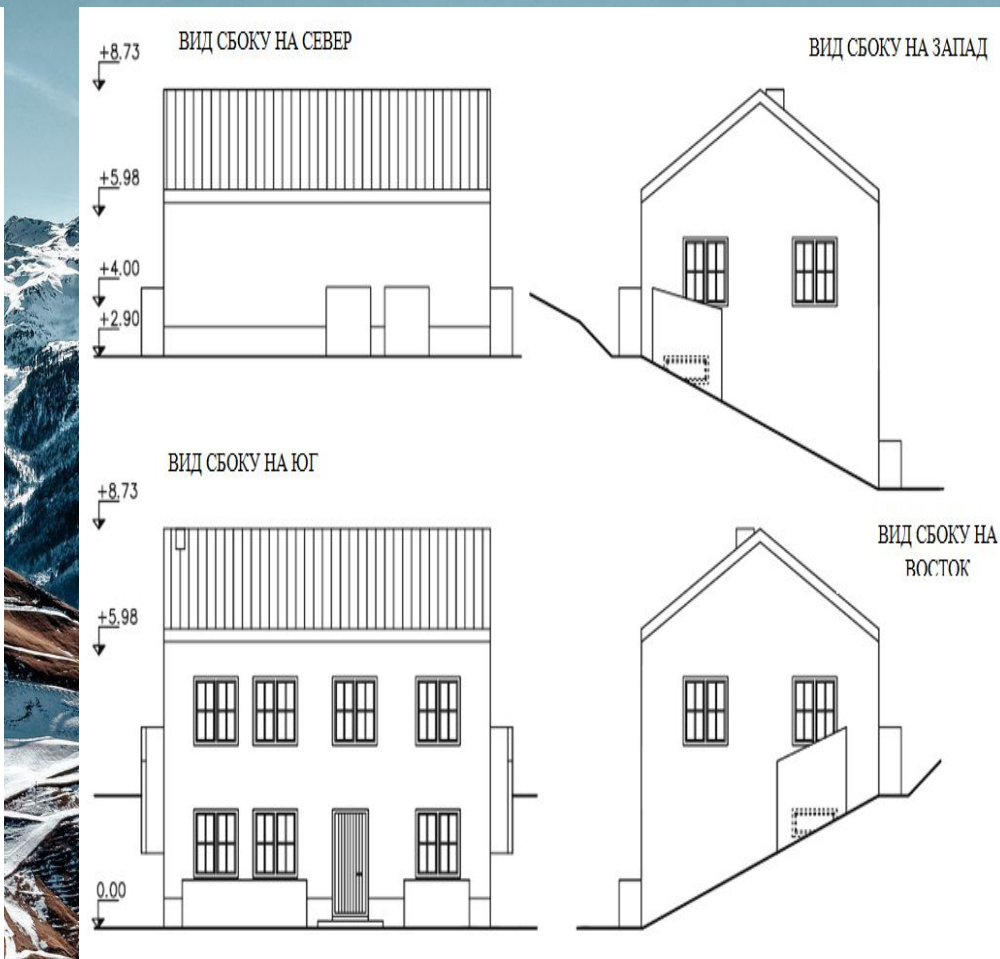 ВИД СБОКУ НА СЕВЕР
+8.73
+5.98
+4.00
+2.90
ВИД СБОКУ НА ЗАПАД
ВИД СБОКУ НА ЮГ
+8.73
+5.98
0.00
ВИД СБОКУ НА
ВОСТОК